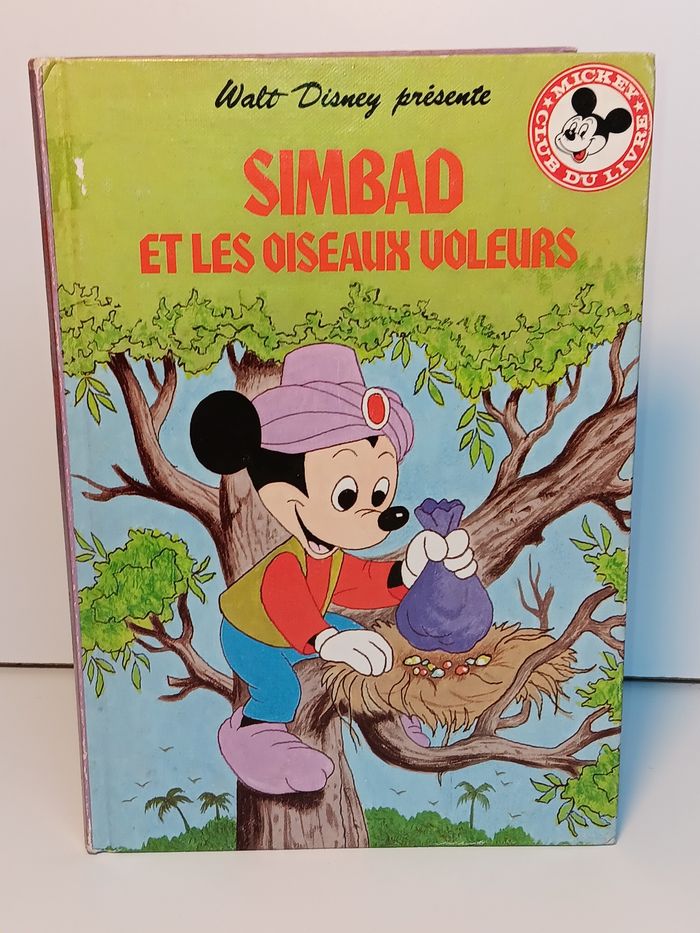 Walt Disney présente
MICKEY
CLUB DU LIVRE
SIMBAD
ET LES OISEAUX VOLEURS